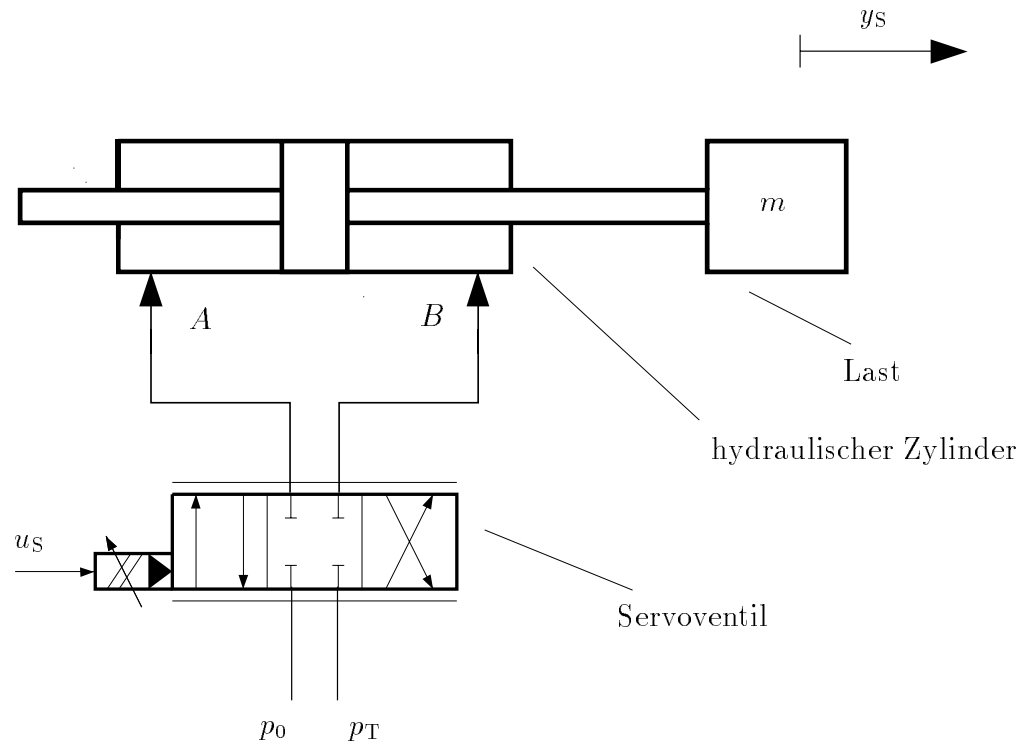 yS
m
A
B
Last
hydraulischer Zylinder
uS
Servoventil
p0
pT